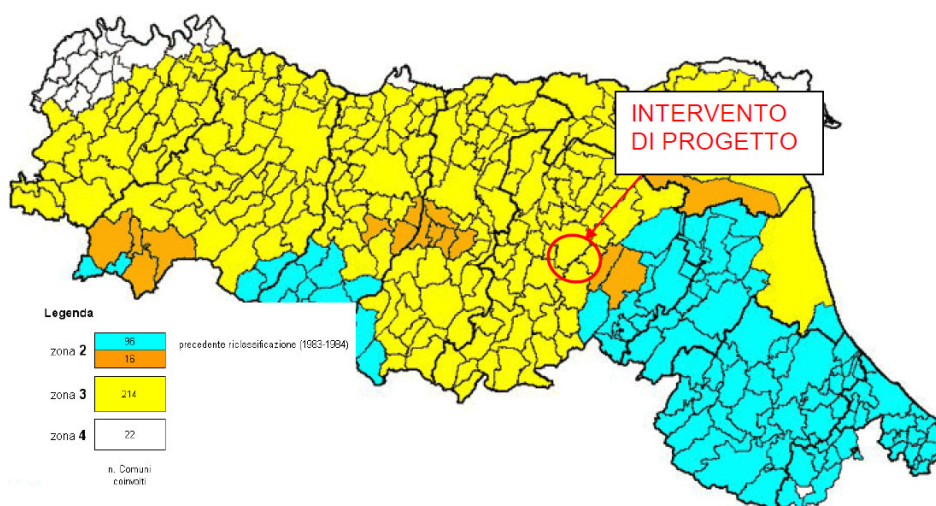 INTERVENTO
DI PROGETTO
Legenda
zona 2
96
16
precedente riclassificazione (1983-1984)
zona 3
214
zona 4
22
n. Comuni
coinvolti